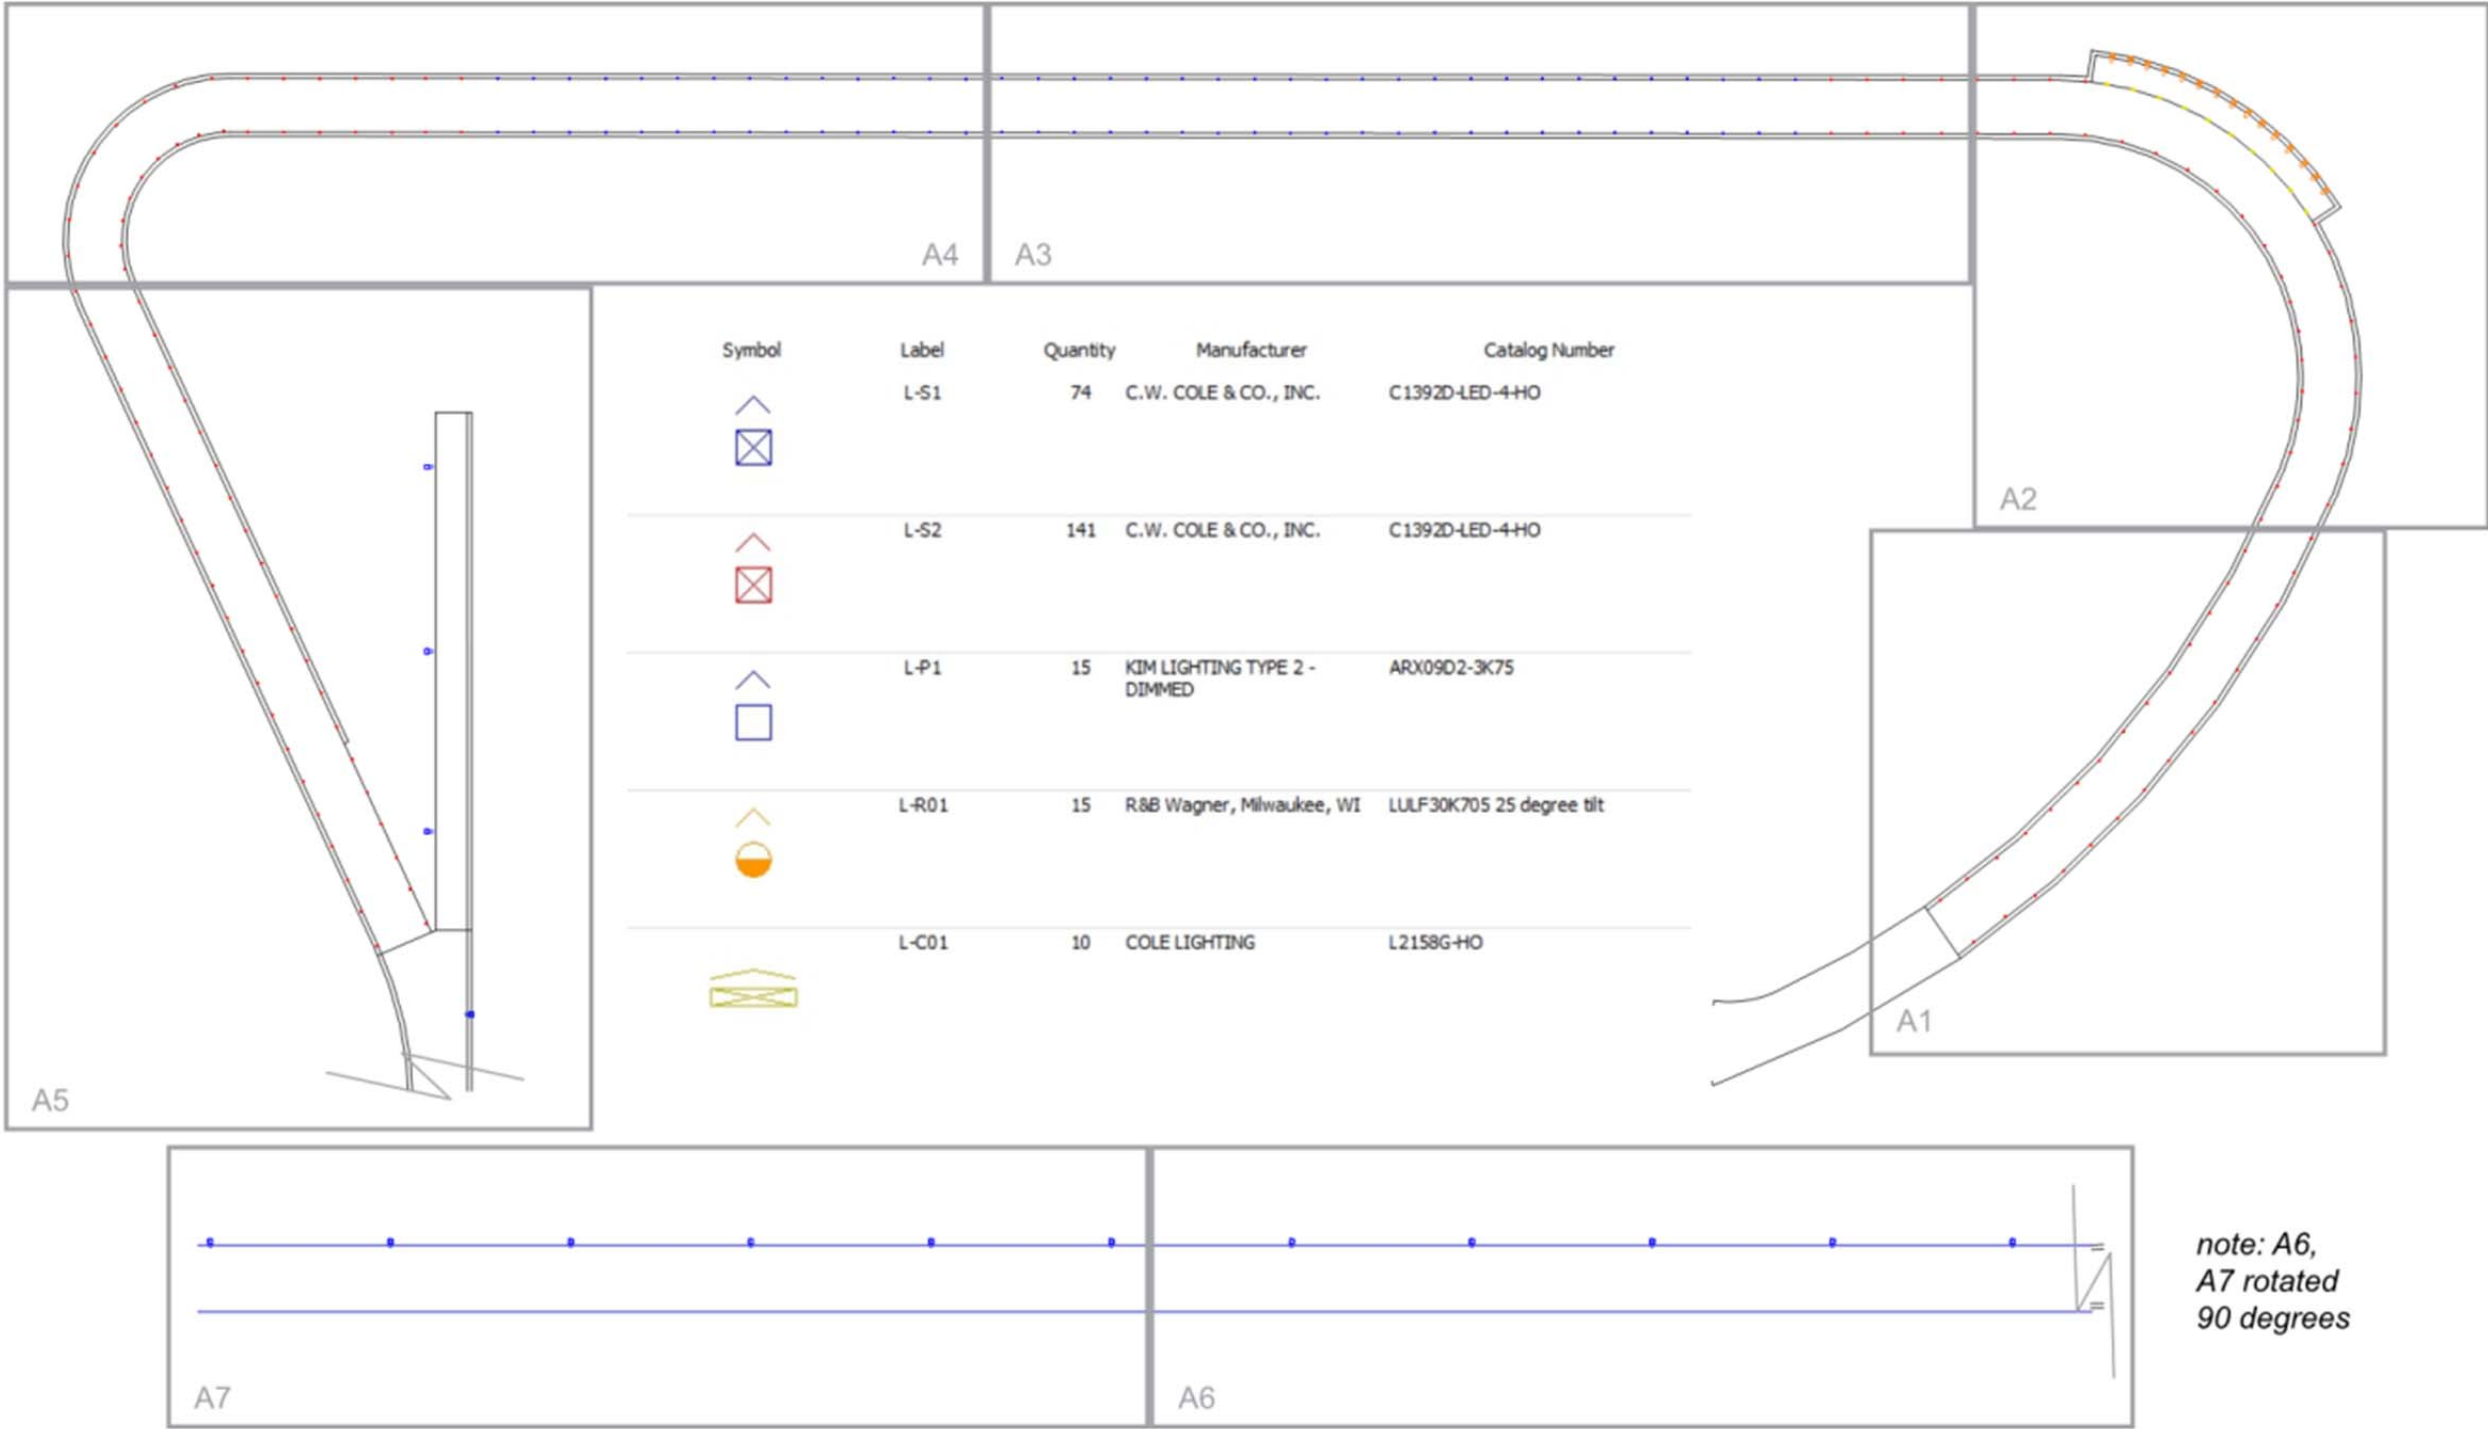 A4
A3
A2
Symbol Label Quantity Manufacturer Catalog Number
L-S1 74 C.W. COLE & CO., INC. C1392D-LED-4-HO
L-S2 141 C.W. COLE & CO., INC. C1392D-LED-4-HO
L-P1 15 KIM LIGHTING TYPE 2 - ARX09D2-3K75
DIMMED
L-R01 15 R&B Wagner, Milwaukee, WI LULF30K705 25 degree tilt
L-C01 10 COLE LIGHTING L2158G-HO
A1
A5
note: A6,
A7 rotated
90 degrees
A7
A6